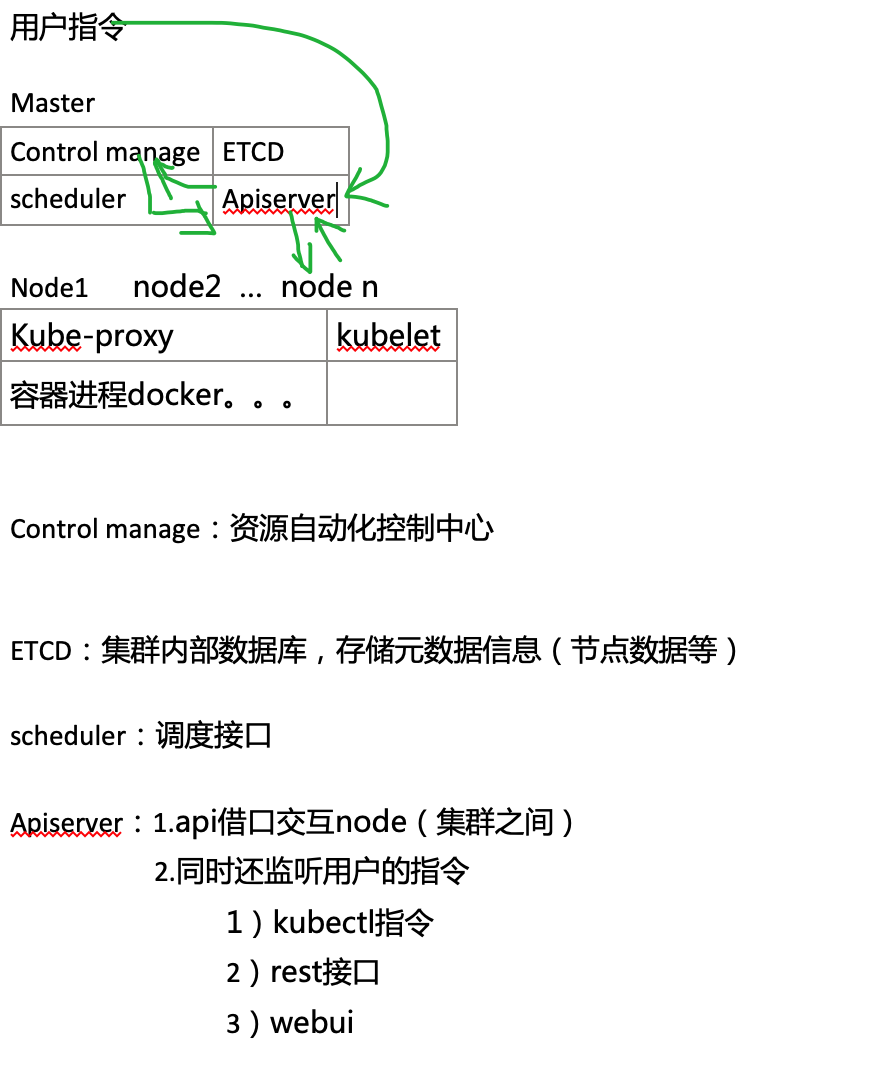 用户指令
Master
Control manage ETCD
scheduler Apiserver
Node1 node2 ... node n
Kube-proxy kubelet
容器进程docker。。。
Control manage：资源自动化控制中心
ETCD：集群内部数据库，存储元数据信息（节点数据等）
scheduler：调度接口
Apiserver：1.api借口交互node（集群之间）
2.同时还监听用户的指令
1）kubectl指令
2）rest接口
3）webui